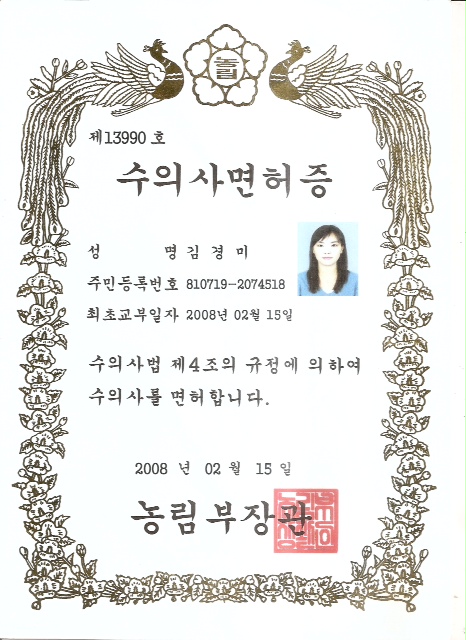 농림
제13990 호
수의사면허증
성 명 김 경 미
주민등록번호 810719-2074518
최초교부일자 2008년 02월 15일
수의사법 제4조의 규정에 의하여
수의사를 면허합니다.
2008 년 02 월 15 일
농림부장관